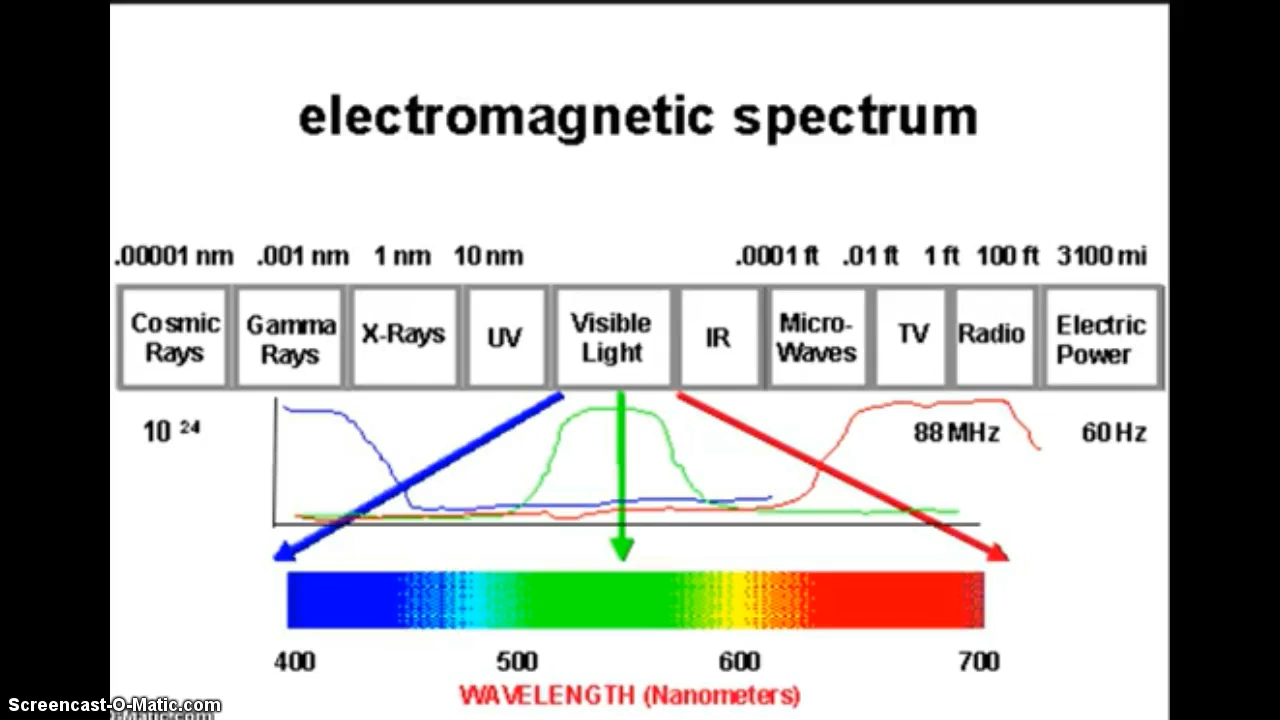 electromagnetic spectrum
.00001 nm .001 nm 1 nm 10 nm .0001 ft .01 ft 1 ft 100 ft 3100 mi
Cosmic Rays Gamma Rays X-Rays UV Visible Light IR Micro-Waves TV Radio Electric Power
10 24 88 MHz 60 Hz
400 500 600 700
WAVELENGTH (Nanometers)
Screencast-O-Matic.com
O-Matic.com